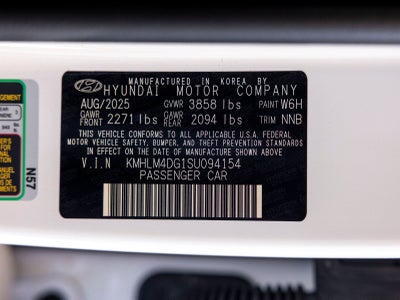 MANUFACTURED IN KOREA BY
HYUNDAI MOTOR COMPANY
AUG/2025 GVWR 3858 lbs PAINT W6H
GAWR FRONT 2271 lbs GAWR REAR 2094 lbs TRIM NNB
THIS VEHICLE CONFORMS TO ALL APPLICABLE U.S.A. FEDERAL
MOTOR VEHICLE SAFETY, BUMPER, AND THEFT PREVENTION
STANDARDS IN EFFECT ON THE DATE OF MANUFACTURE SHOWN ABOVE.
V.I.N KMHLM4DG1SU094154
PASSENGER CAR
N57